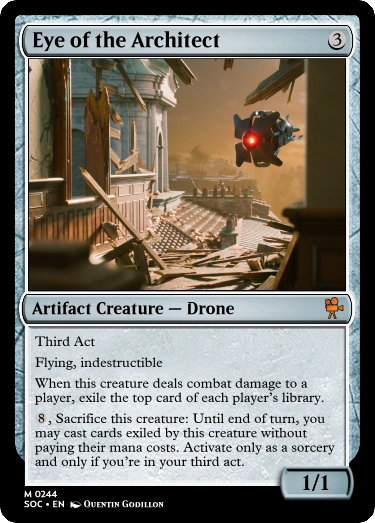 Eye of the Architect
3
Artifact Creature — Drone
Third Act
Flying, indestructible
When this creature deals combat damage to a
player, exile the top card of each player's library.
8, Sacrifice this creature: Until end of turn, you
may cast cards exiled by this creature without
paying their mana costs. Activate only as a sorcery
and only if you're in your third act.
1/1
M 0244
SOC • EN Quentin Godillon